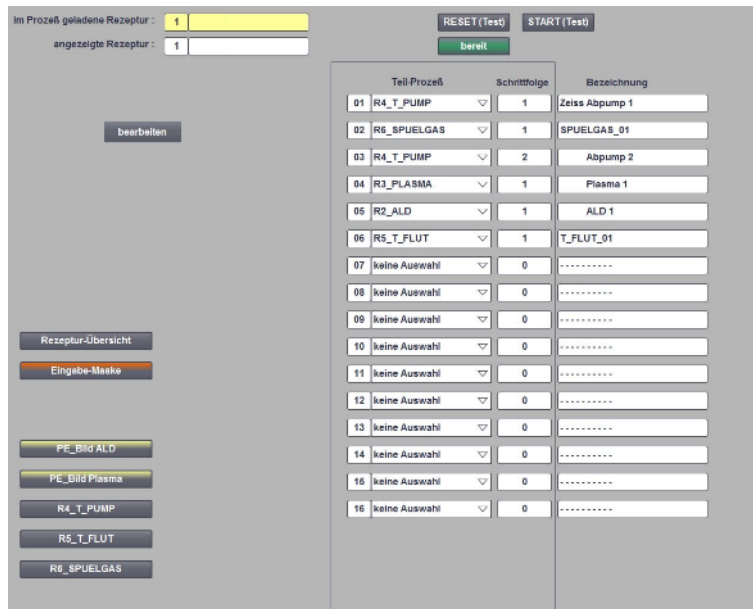 im Prozeß geladene Rezeptur : 1
RESET (Test) START (Test)
angezeigte Rezeptur : 1
bereit
Teil-Prozeß Schrittfolge Bezeichnung
01 R4_T_PUMP 1 Zeiss Abpump 1
bearbeiten
02 R6_SPUELGAS 1 SPUELGAS_01
03 R4_T_PUMP 2 Abpump 2
04 R3_PLASMA 1 Plasma 1
05 R2_ALD 1 ALD 1
06 R5_T_FLUT 1 T_FLUT_01
07 keine Auswahl 0 ----------
08 keine Auswahl 0 ----------
09 keine Auswahl 0 ----------
10 keine Auswahl 0 ----------
11 keine Auswahl 0 ----------
12 keine Auswahl 0 ----------
13 keine Auswahl 0 ----------
14 keine Auswahl 0 ----------
15 keine Auswahl 0 ----------
16 keine Auswahl 0 ----------
Rezeptur-Übersicht
Eingabe-Maske
PE_Bild ALD
PE_Bild Plasma
R4_T_PUMP
R5_T_FLUT
R6_SPUELGAS